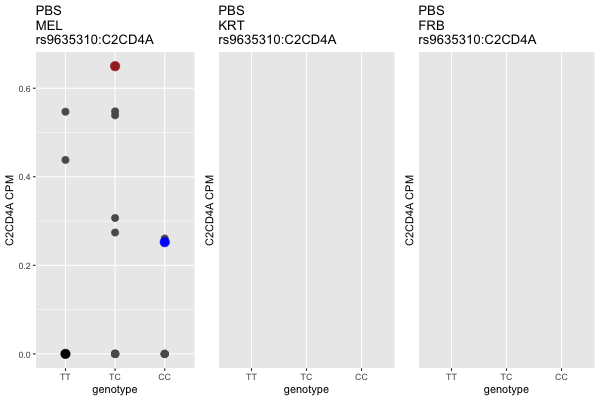 PBS
MEL
rs9635310:C2CD4A
PBS
KRT
rs9635310:C2CD4A
PBS
FRB
rs9635310:C2CD4A
C2CD4A CPM
0.6
0.4
0.2
0.0
TT TC CC
genotype
C2CD4A CPM
TT TC CC
genotype
C2CD4A CPM
TT TC CC
genotype